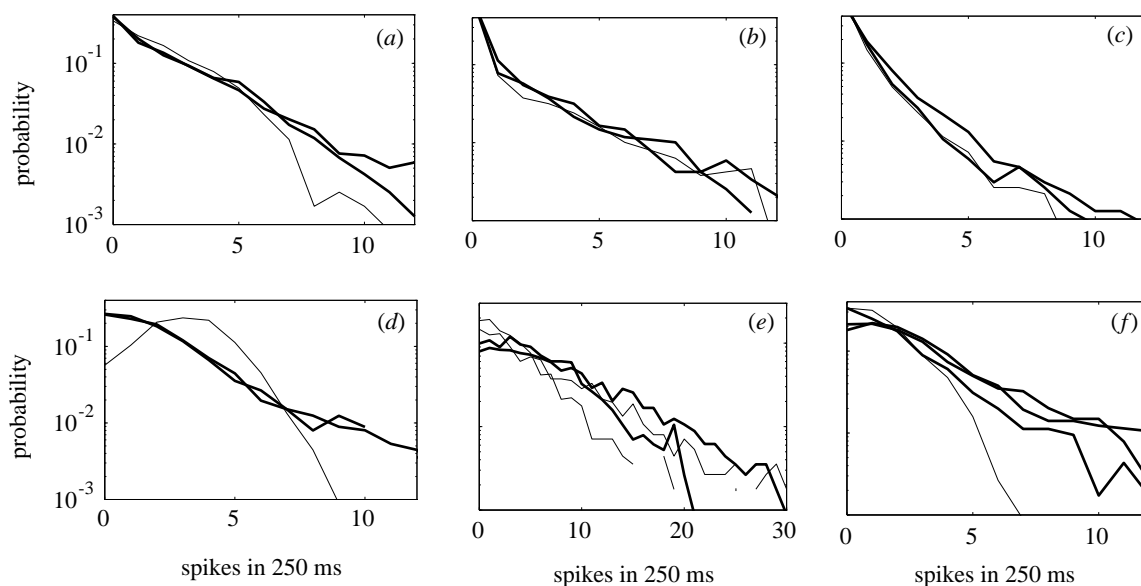 (a) (b) (c)
probability
10^-1
10^-2
10^-3
0 5 10 0 5 10 0 5 10
(d) (e) (f)
probability
10^-1
10^-2
10^-3
0 5 10 0 10 20 30 0 5 10
spikes in 250 ms spikes in 250 ms spikes in 250 ms